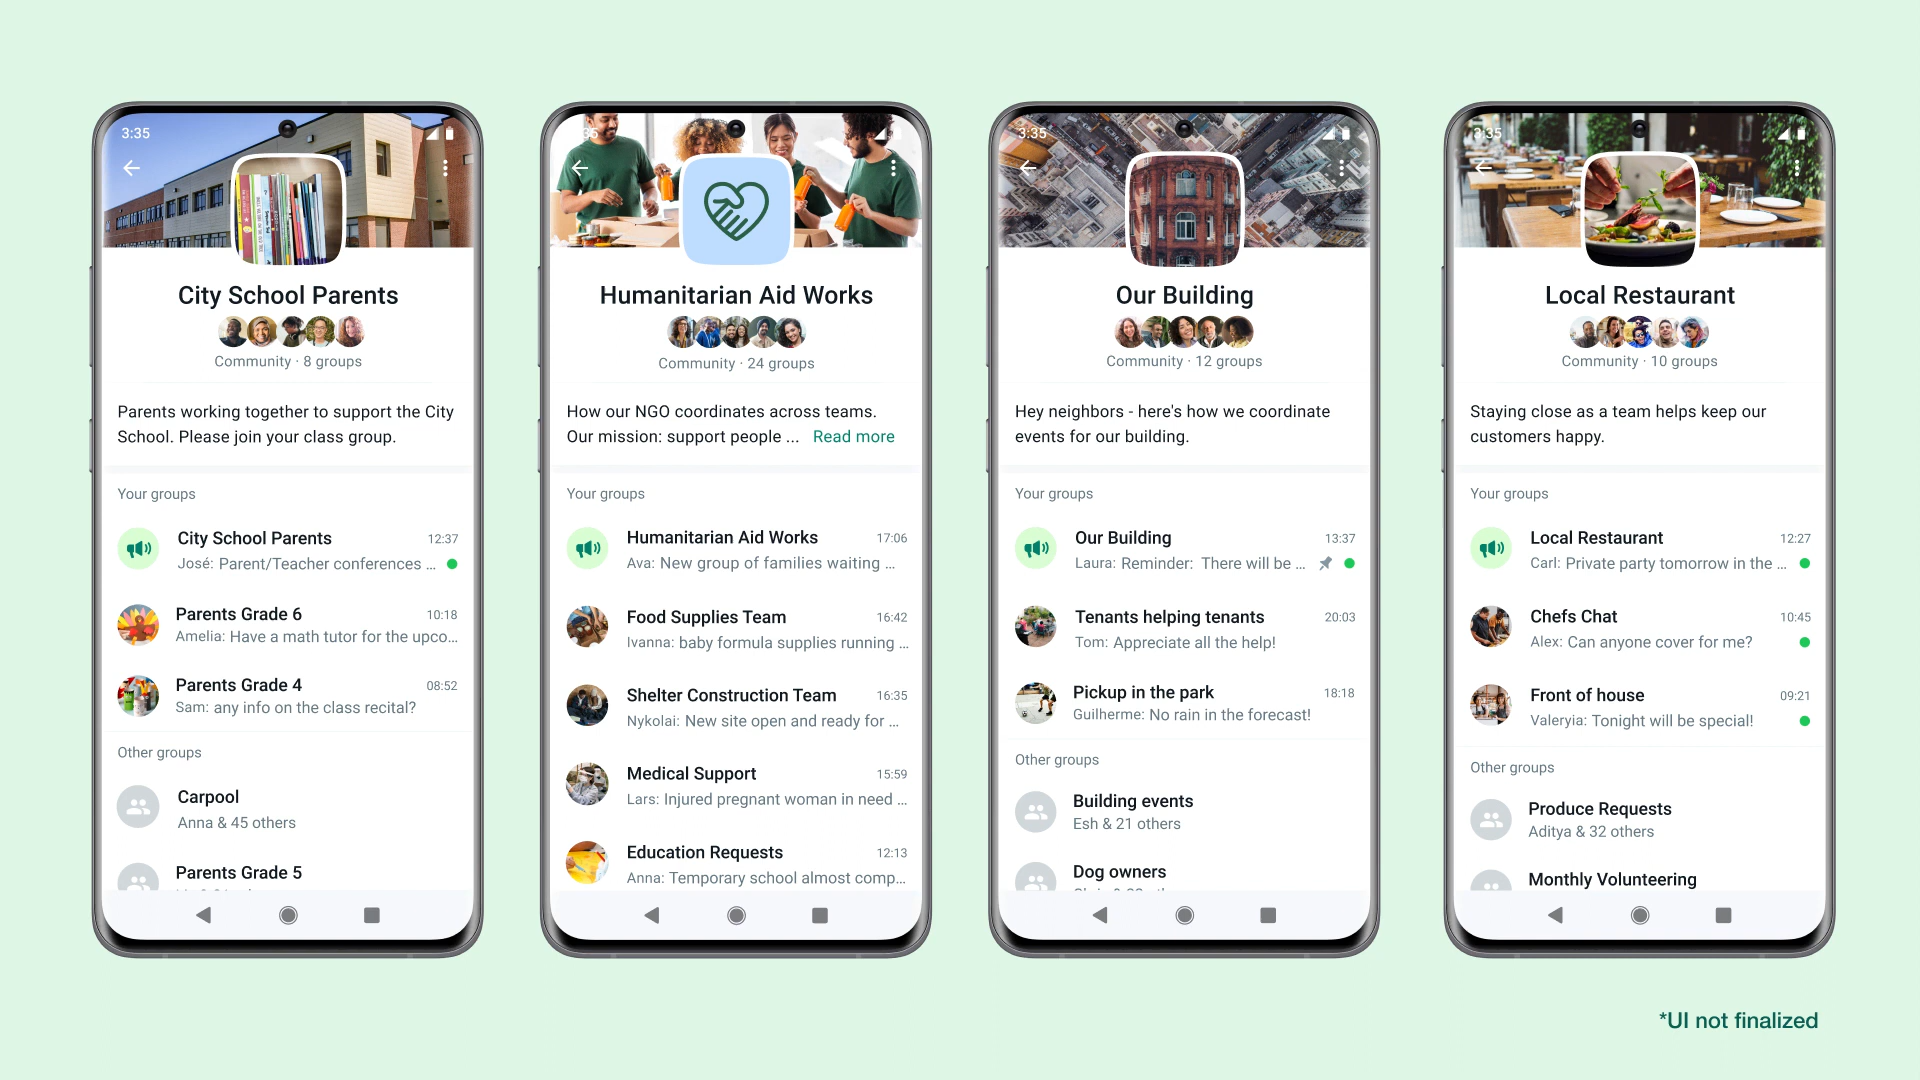 3:35
City School Parents
Community · 8 groups
Parents working together to support the City
School. Please join your class group.
Your groups
City School Parents 12:37
José: Parent/Teacher conferences ...
Parents Grade 6 10:18
Amelia: Have a math tutor for the upco...
Parents Grade 4 08:52
Sam: any info on the class recital?
Other groups
Carpool
Anna & 45 others
Parents Grade 5
3:35
Humanitarian Aid Works
Community · 24 groups
How our NGO coordinates across teams.
Our mission: support people ... Read more
Your groups
Humanitarian Aid Works 17:06
Ava: New group of families waiting ...
Food Supplies Team 16:42
Ivanna: baby formula supplies running ...
Shelter Construction Team 16:35
Nykolai: New site open and ready for ...
Medical Support 15:59
Lars: Injured pregnant woman in need ...
Education Requests 12:13
Anna: Temporary school almost comp...
3:35
Our Building
Community · 12 groups
Hey neighbors - here's how we coordinate
events for our building.
Your groups
Our Building 13:37
Laura: Reminder: There will be ...
Tenants helping tenants 20:03
Tom: Appreciate all the help!
Pickup in the park 18:18
Guilherme: No rain in the forecast!
Other groups
Building events
Esh & 21 others
Dog owners
3:35
Local Restaurant
Community · 10 groups
Staying close as a team helps keep our
customers happy.
Your groups
Local Restaurant 12:27
Carl: Private party tomorrow in the ...
Chefs Chat 10:45
Alex: Can anyone cover for me?
Front of house 09:21
Valeryia: Tonight will be special!
Other groups
Produce Requests
Aditya & 32 others
Monthly Volunteering
*UI not finalized